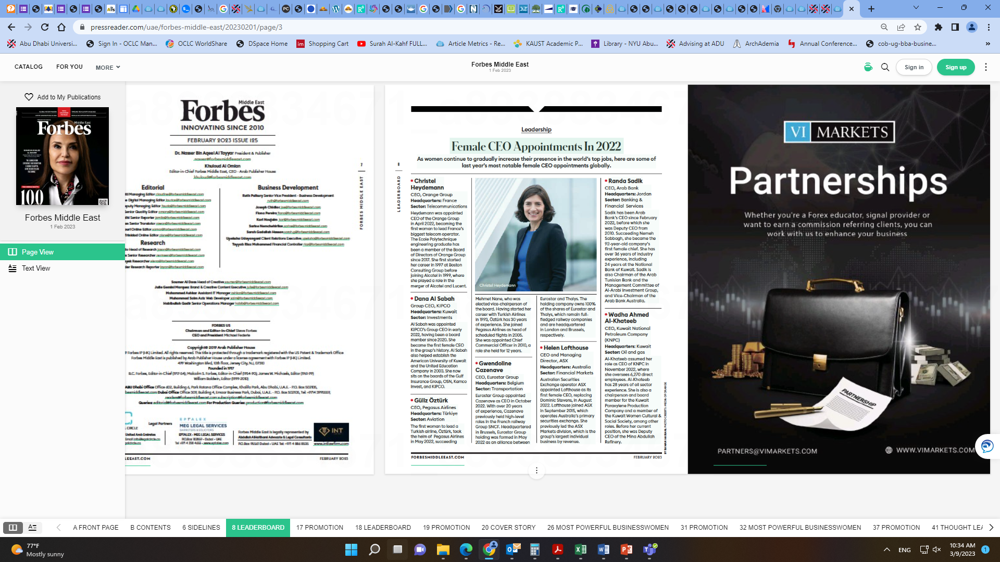 pressreader.com/uae/forbes-middle-east/20230201/page/3
Abu Dhabi Universi...
Sign In - OCLC Man...
OCLC WorldShare
DSpace Home
Shopping Cart
Surah Al-Kahf FULL...
Article Metrics - Re...
KAUST Academic P...
Library - NYU Abu...
Advising at ADU
ArchAdemia
Annual Conference...
cob-ug-bba-busine...
CATALOG
FOR YOU
MORE
Forbes Middle East
1 Feb 2023
Sign in
Sign up
Add to My Publications
Forbes
Middle East
100
Forbes Middle East
1 Feb 2023
Page View
Text View
Middle East
Forbes
INNOVATING SINCE 2010
FEBRUARY 2023 ISSUE 125
Dr. Nasser Bin Aqeel Al Tayyar President & Publisher
nasser@forbesmiddleeast.com
Khuloud Al Omian
Editor-in-Chief Forbes Middle East, CEO - Arab Publisher House
khuloud@forbesmiddleeast.com
Editorial
Research
Business Development
Ruth Pulkury Senior Vice President - Business Development
ruth@forbesmiddleeast.com
FORBES US
Chairman and Editor-In-Chief Steve Forbes
CEO and President Michael Federle
Copyright© 2019 Arab Publisher House
Founded in 1917
William Baldwin, Editor (1999-2010)
Legal Partners
EPTALEX
MEG LEGAL SERVICES
INT
www.intlawfirm.com
FEBRUARY 2023
7
FORBES MIDDLE EAST
8
LEADERBOARD
Leadership
Female CEO Appointments In 2022
As women continue to gradually increase their presence in the world's top jobs, here are some of
last year's most notable female CEO appointments globally.
• Christel
Heydemann
CEO, Orange Group
Headquarters: France
Sector: Telecommunications
Heydemann was appointed
CEO of the Orange Group
in April 2022, becoming the
first woman to lead France's
biggest telecom operator.
The Ecole Polytechnique
engineering graduate has
been a member of the Board
of Directors of Orange Group
since 2017. She first started
her career in 1997 at Boston
Consulting Group before
joining Alcatel in 1999, where
she played a role in the
merger of Alcatel and Lucent.
• Dana Al Sabah
Group CEO, KIPCO
Headquarters: Kuwait
Sector: Investments
Al Sabah was appointed
KIPCO's Group CEO in early
2022, having been a board
member since 2020. She
became the first female CEO
in the group's history. Al Sabah
also helped establish the
American University of Kuwait
and the United Education
Company in 2003. She now
sits on the boards of the Gulf
Insurance Group, OSN, Kamco
Invest, and KIPCO.
• Güliz Öztürk
CEO, Pegasus Airlines
Headquarters: Türkiye
Sector: Aviation
The first woman to lead a
Turkish airline, Öztürk, took
the helm of Pegasus Airlines
in May 2022, succeeding
Christel Heydemann
Mehmet Nane, who was
elected vice-chairperson of
the board. Having started her
career with Turkish Airlines
in 1993, Öztürk has 30 years
of experience. She joined
Pegasus Airlines as head of
scheduled flights in 2005.
She was appointed Chief
Commercial Officer in 2010, a
role she held for 12 years.
• Gwendoline
Cazenave
CEO, Eurostar Group
Headquarters: Belgium
Sector: Transportation
Eurostar Group appointed
Cazenave as CEO in October
2022. With over 20 years
of experience, Cazenave
previously held high-level
roles in the French railway
Group SNCF. Headquartered
in Brussels, Eurostar Group
holding was formed in May
2022 as an alliance between
Eurostar and Thalys. The
holding company owns 100%
of the shares of Eurostar and
Thalys, which remain full-
fledged railway companies
and are headquartered
in London and Brussels,
respectively.
• Helen Lofthouse
CEO and Managing
Director, ASX
Headquarters: Australia
Sector: Financial Markets
Australian Securities
Exchange operator ASX
appointed Lofthouse as its
first female CEO, replacing
Dominic Stevens, in August
2022. Lofthouse joined ASX
in September 2015, which
operates Australia's primary
securities exchange. She
previously led the ASX
Markets division, which is the
group's largest individual
business by revenue.
• Randa Sadik
CEO, Arab Bank
Headquarters: Jordan
Sector: Banking &
Financial Services
Sadik has been Arab
Bank's CEO since February
2022, before which she
was Deputy CEO from
2010. Succeeding Nemeh
Sabbagh, she became the
92-year-old company's
first female chief. She has
over 36 years of industry
experience, including
24 years at the National
Bank of Kuwait. Sadik is
also Chairman of the Arab
Tunisian Bank and the
Management Committee of
Al-Arabi Investment Group,
and Vice-Chairman of the
Arab Bank Australia.
• Wadha Ahmed
Al-Khateeb
CEO, Kuwait National
Petroleum Company
(KNPC)
Headquarters: Kuwait
Sector: Oil and gas
Al-Khateeb assumed her
role as CEO of KNPC in
November 2022, where
she oversees 6,270 direct
employees. Al-Khateeb
has 28 years of oil sector
experience. She is also a
chairperson and board
member for the Kuwait
Paraxylene Production
Company and a member of
the Kuwait Women Cultural &
Social Society, among other
roles. Before her current
position, she was Deputy
CEO of the Mina Abdullah
Refinery.
FORBESMIDDLEEAST.COM
FEBRUARY 2023
VI MARKETS
Partnerships
Whether you're a Forex educator, signal provider or
want to earn a commission referring clients, you can
work with us to enhance your business
PARTNERSHIP
PARTNERS@VIMARKETS.COM
WWW.VIMARKETS.COM
A FRONT PAGE
B CONTENTS
6 SIDELINES
8 LEADERBOARD
17 PROMOTION
18 LEADERBOARD
19 PROMOTION
20 COVER STORY
26 MOST POWERFUL BUSINESSWOMEN
31 PROMOTION
32 MOST POWERFUL BUSINESSWOMEN
37 PROMOTION
41 THOUGHT LEA
77°F
Mostly sunny
ENG
10:34 AM
3/9/2023
1